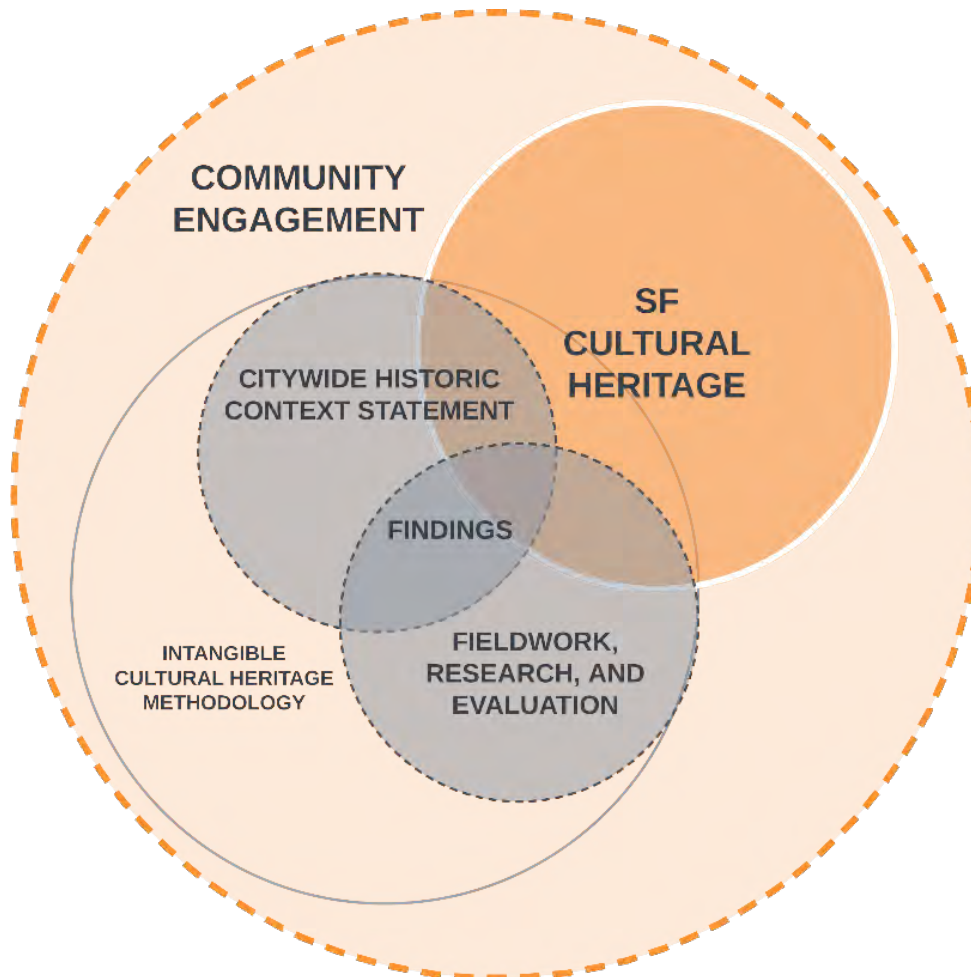 COMMUNITY
ENGAGEMENT
SF
CULTURAL
HERITAGE
CITYWIDE HISTORIC
CONTEXT STATEMENT
FINDINGS
FIELDWORK,
RESEARCH, AND
EVALUATION
INTANGIBLE
CULTURAL HERITAGE
METHODOLOGY